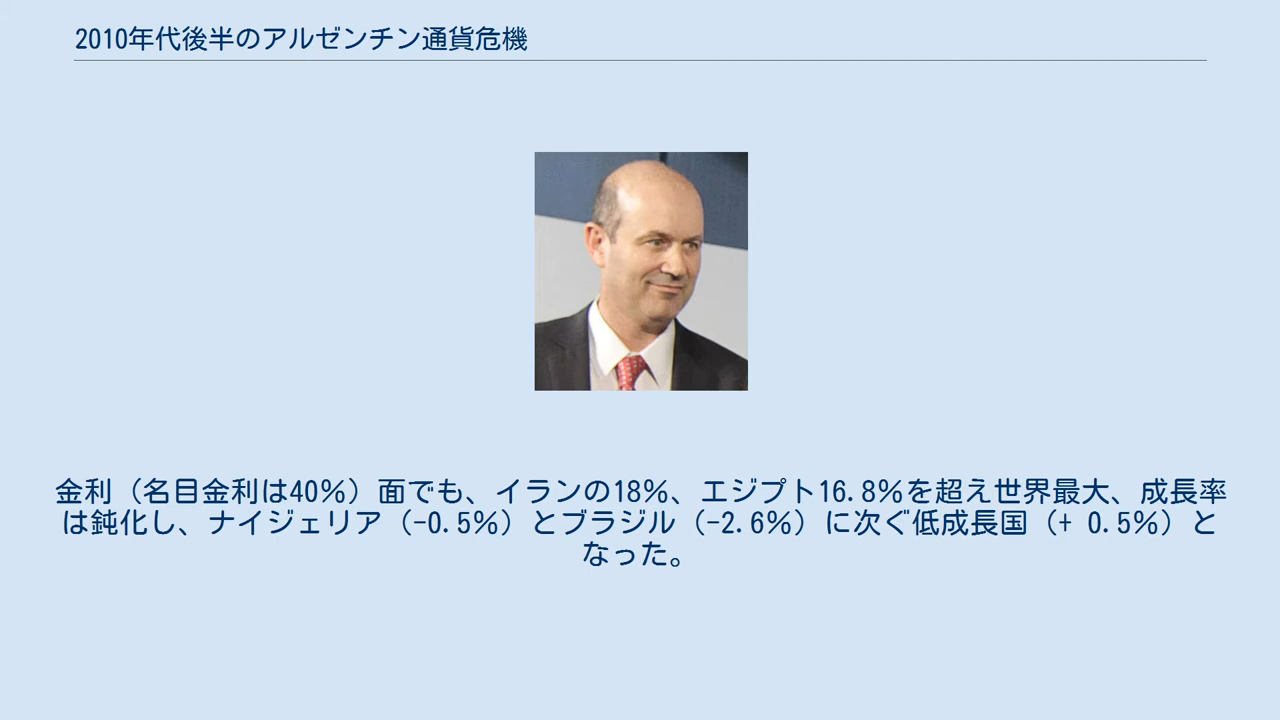 2010年代後半のアルゼンチン通貨危機
金利（名目金利は40%）面でも、イランの18%、エジプト16.8%を超え世界最大、成長率
は鈍化し、ナイジェリア（-0.5%）とブラジル（-2.6%）に次ぐ低成長国（+ 0.5%）と
なった。